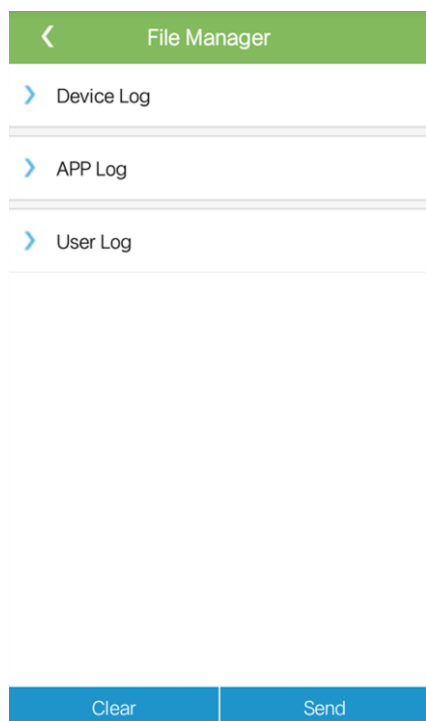 File Manager
Device Log
APP Log
User Log
Clear
Send